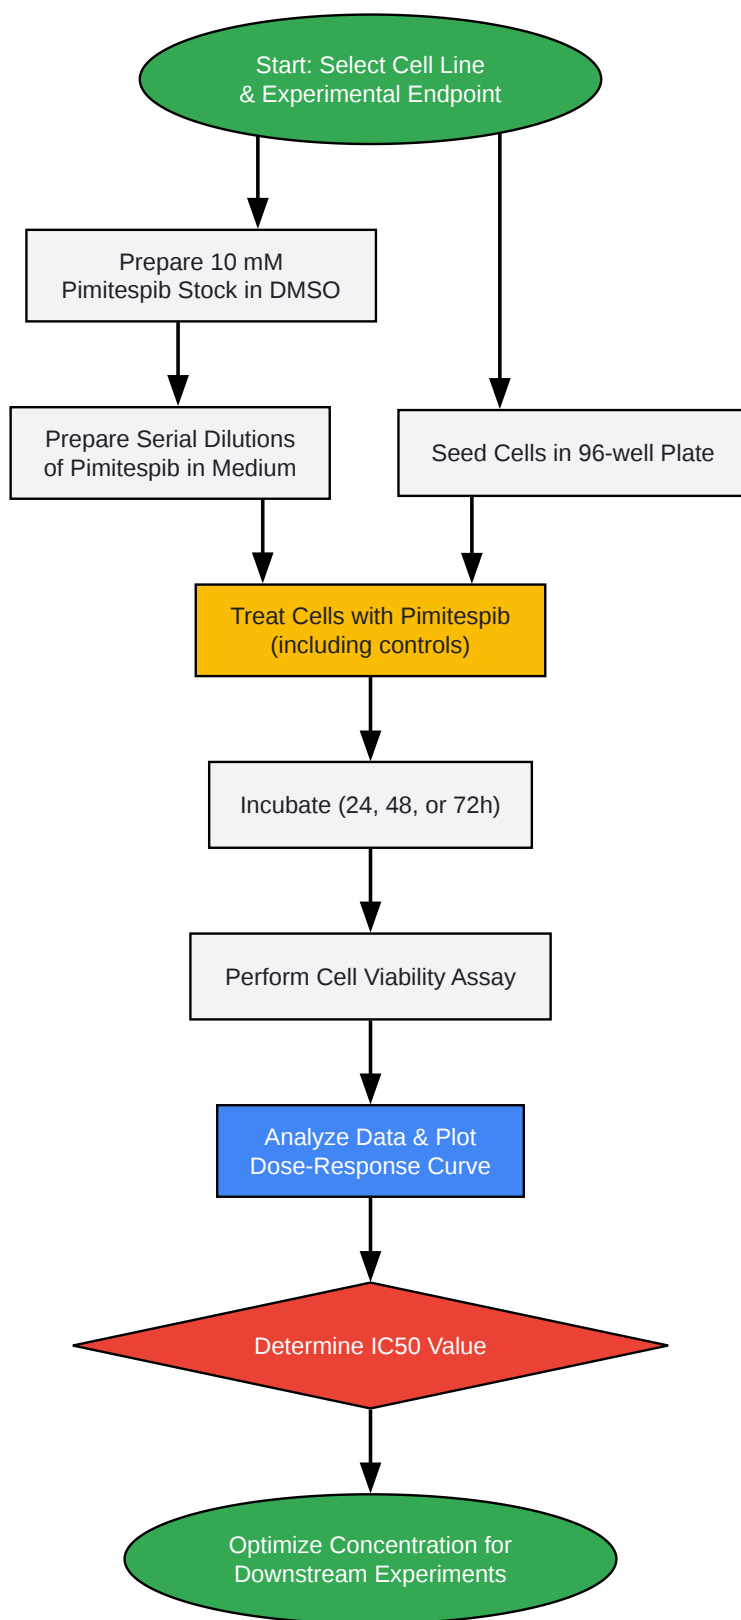 Start: Select Cell Line
& Experimental Endpoint
Prepare 10 mM
Pimitespib Stock in DMSO
Prepare Serial Dilutions
of Pimitespib in Medium
Seed Cells in 96-well Plate
Treat Cells with Pimitespib
(including controls)
Incubate (24, 48, or 72h)
Perform Cell Viability Assay
Analyze Data & Plot
Dose-Response Curve
Determine IC50 Value
Optimize Concentration for
Downstream Experiments